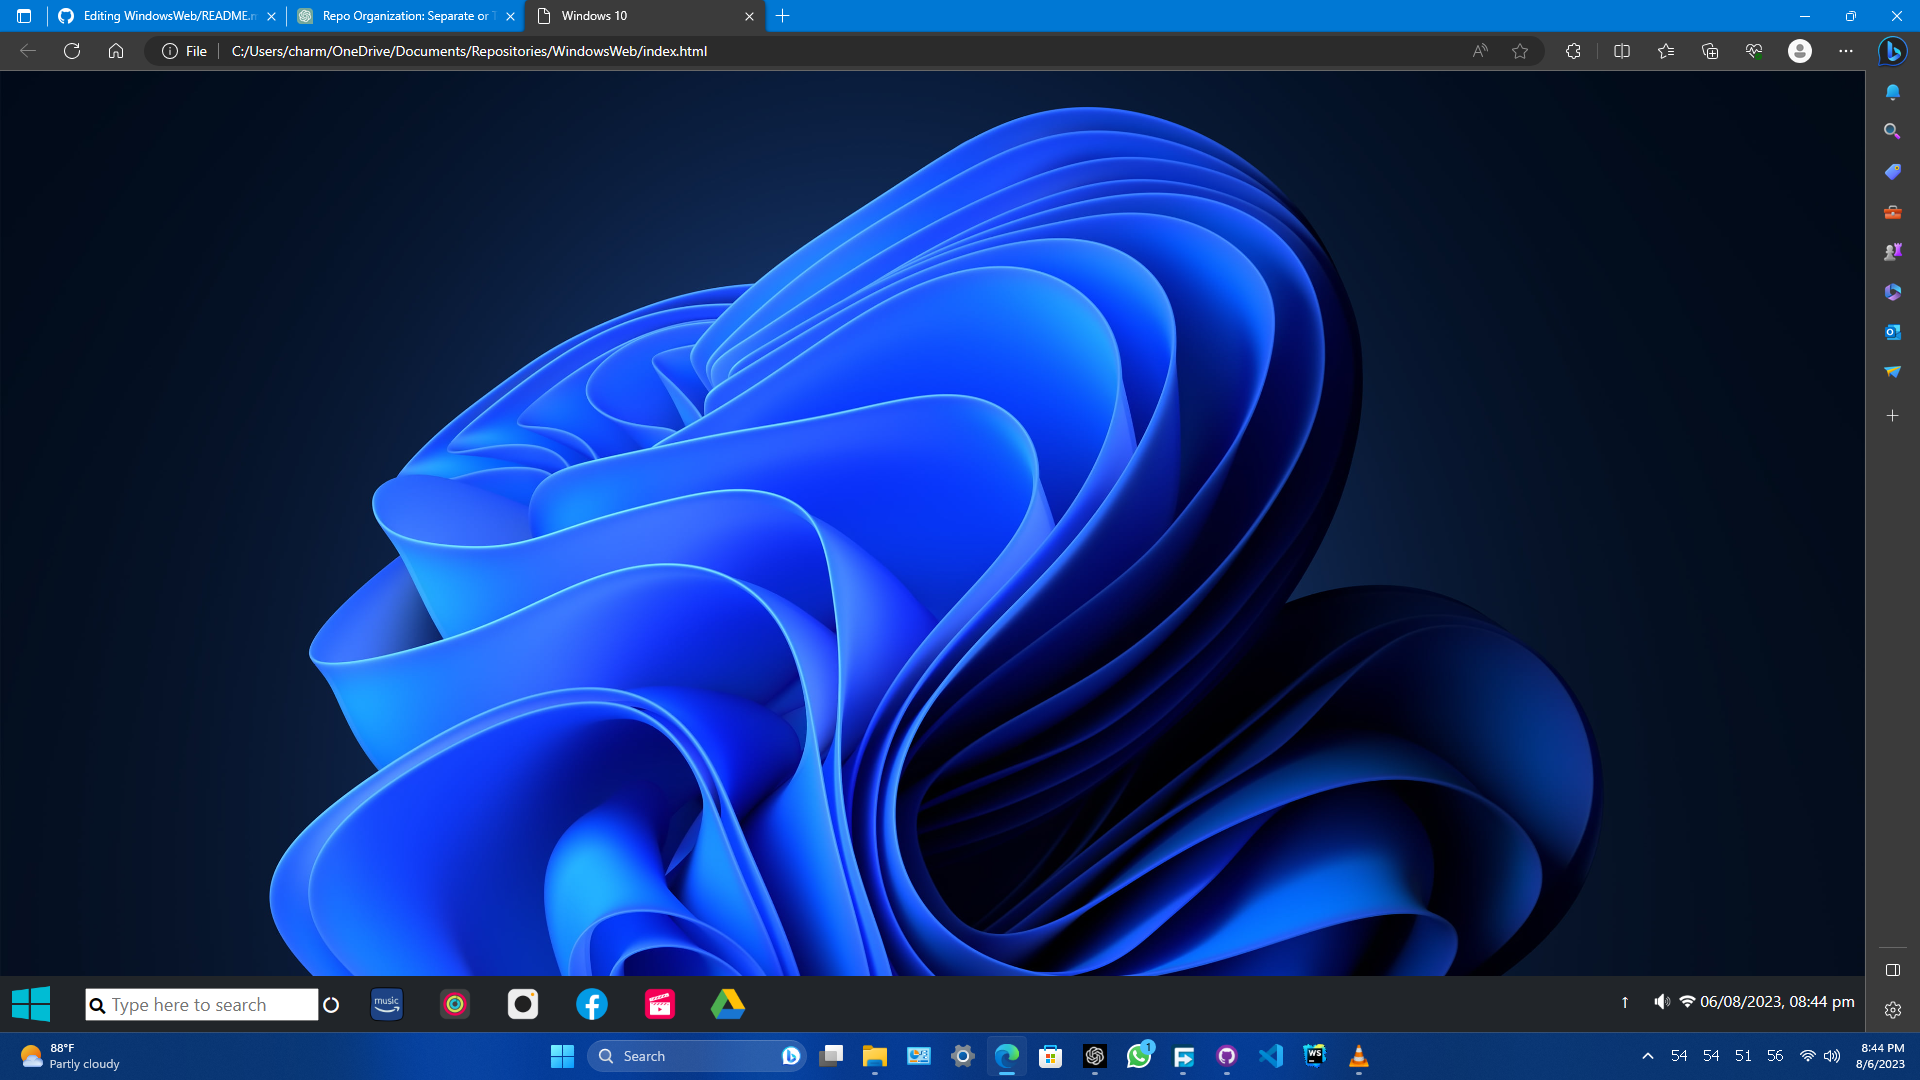 Editing WindowsWeb/README.m
Repo Organization: Separate or T
Windows 10
File
C:/Users/charm/OneDrive/Documents/Repositories/WindowsWeb/index.html
Type here to search
music
06/08/2023, 08:44 pm
88°F
Partly cloudy
Search
1
WS
54 54 51 56
8:44 PM
8/6/2023